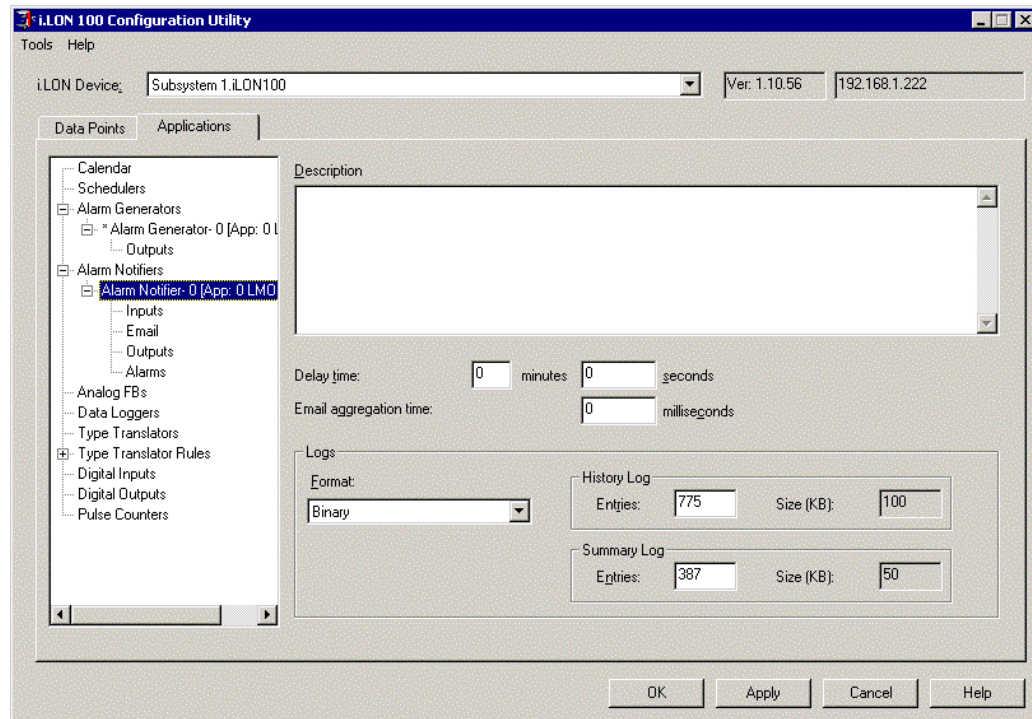 i.LON 100 Configuration Utility
Tools Help
i.LON Device: Subsystem 1.iLON100 Ver: 1.10.56 192.168.1.222
Data Points Applications
Calendar
Schedulers
Alarm Generators
* Alarm Generator- 0 [App: 0 L
Outputs
Alarm Notifiers
Alarm Notifier- 0 [App: 0 LMO
Inputs
Email
Outputs
Alarms
Analog FBs
Data Loggers
Type Translators
Type Translator Rules
Digital Inputs
Digital Outputs
Pulse Counters
Description
Delay time: 0 minutes 0 seconds
Email aggregation time: 0 milliseconds
Logs
Format:
Binary
History Log
Entries: 775 Size (KB): 100
Summary Log
Entries: 387 Size (KB): 50
OK Apply Cancel Help